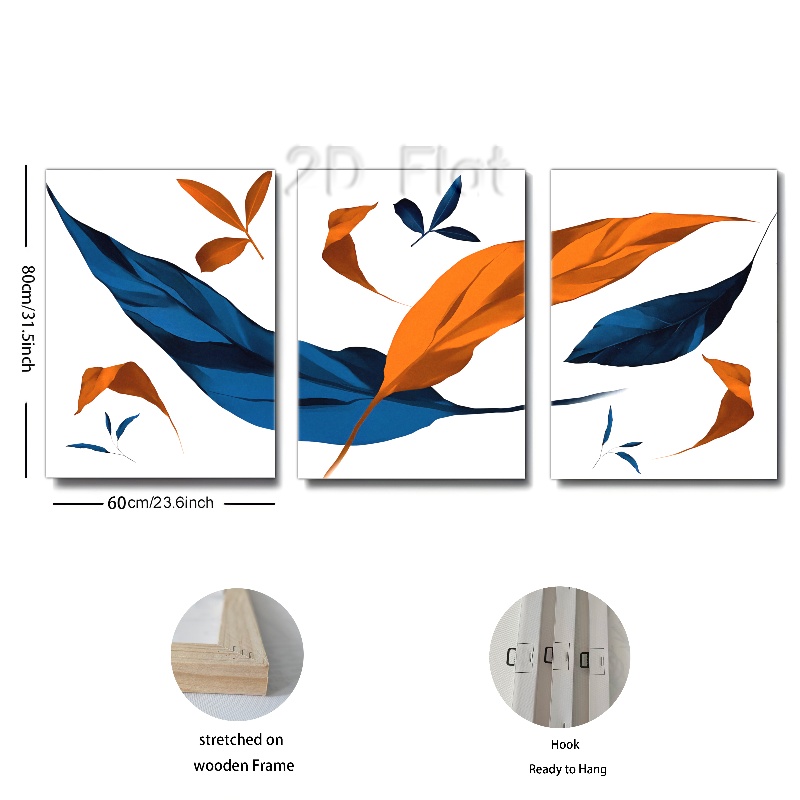 2D Flat
80cm/31.5inch
60cm/23.6inch
stretched on
wooden Frame
Hook
Ready to Hang